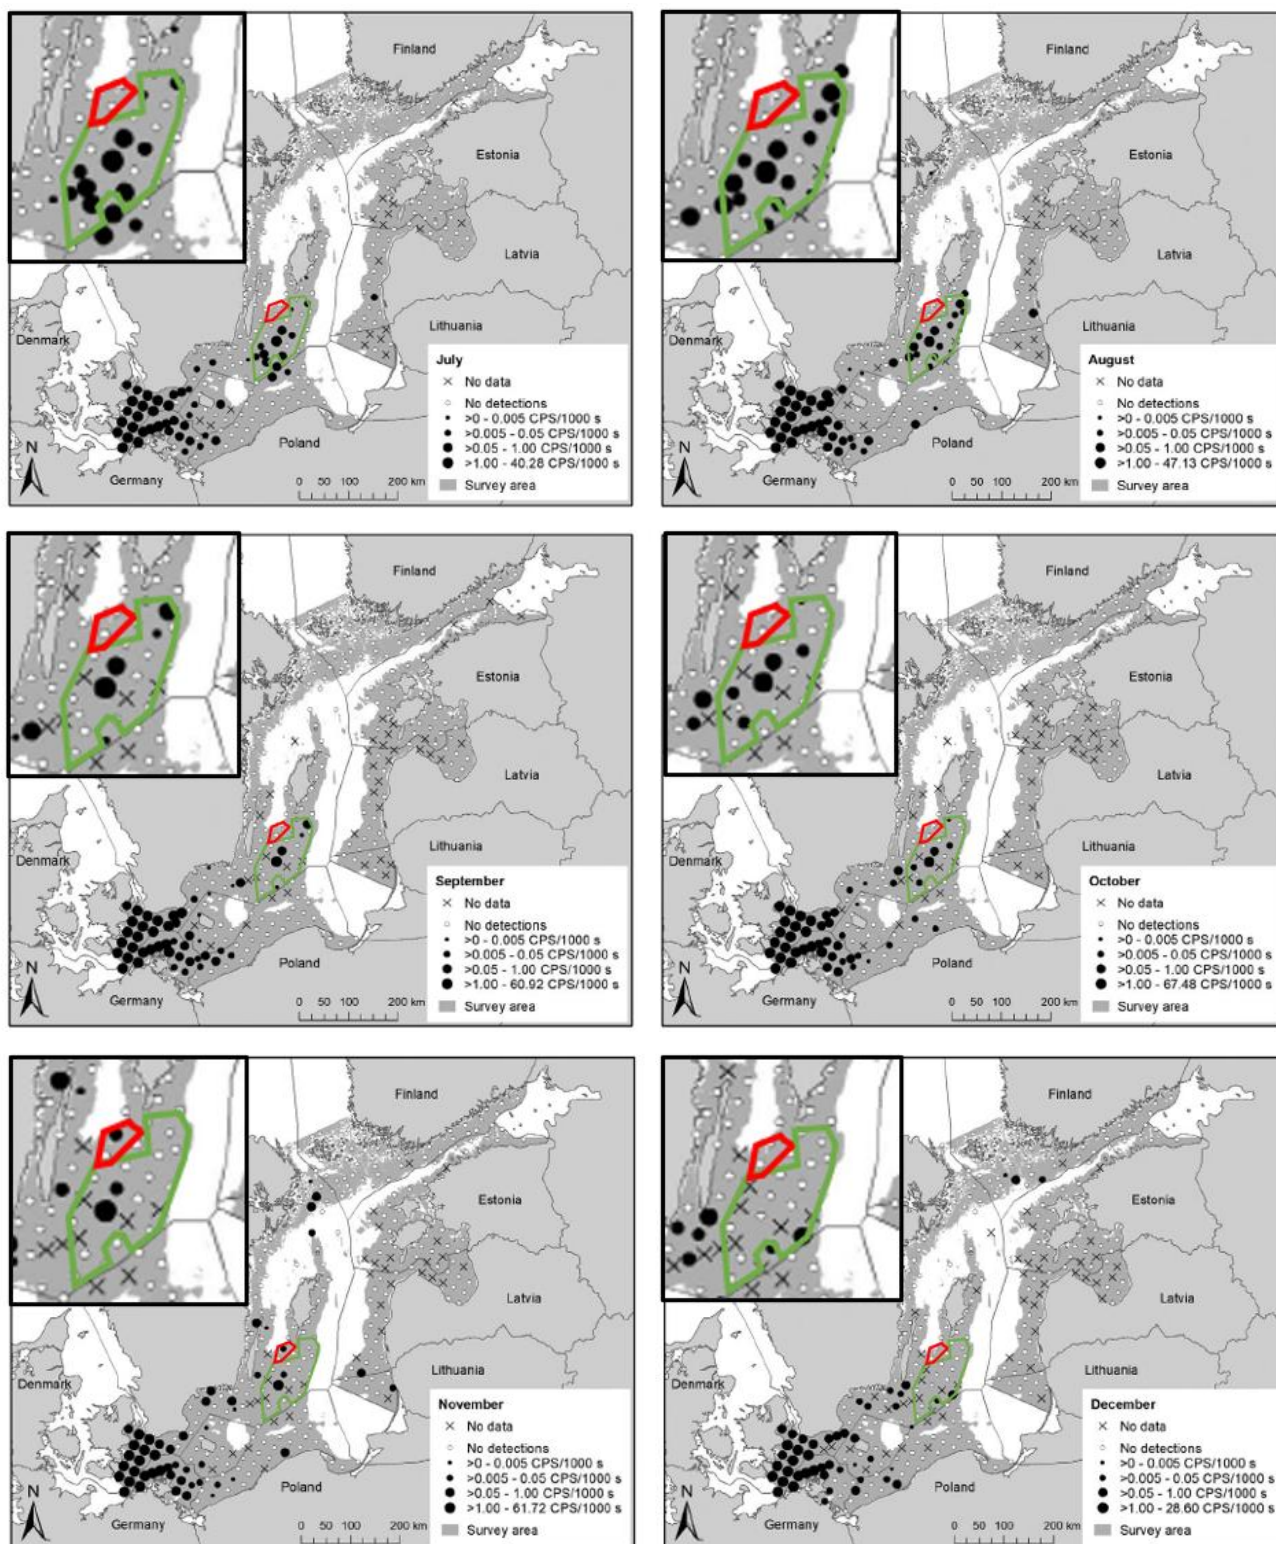 Finland
Estonia
Latvia
Lithuania
Denmark
Poland
Germany
N
July
No data
No detections
>0 - 0.005 CPS/1000 s
>0.005 - 0.05 CPS/1000 s
>0.05 - 1.00 CPS/1000 s
>1.00 - 40.28 CPS/1000 s
Survey area
0 50 100 200 km
Finland
Estonia
Latvia
Lithuania
Denmark
Poland
Germany
N
August
No data
No detections
>0 - 0.005 CPS/1000 s
>0.005 - 0.05 CPS/1000 s
>0.05 - 1.00 CPS/1000 s
>1.00 - 47.13 CPS/1000 s
Survey area
0 50 100 200 km
Finland
Estonia
Latvia
Lithuania
Denmark
Poland
Germany
N
September
No data
No detections
>0 - 0.005 CPS/1000 s
>0.005 - 0.05 CPS/1000 s
>0.05 - 1.00 CPS/1000 s
>1.00 - 60.92 CPS/1000 s
Survey area
0 50 100 200 km
Finland
Estonia
Latvia
Lithuania
Denmark
Poland
Germany
N
October
No data
No detections
>0 - 0.005 CPS/1000 s
>0.005 - 0.05 CPS/1000 s
>0.05 - 1.00 CPS/1000 s
>1.00 - 67.48 CPS/1000 s
Survey area
0 50 100 200 km
Finland
Estonia
Latvia
Lithuania
Denmark
Poland
Germany
N
November
No data
No detections
>0 - 0.005 CPS/1000 s
>0.005 - 0.05 CPS/1000 s
>0.05 - 1.00 CPS/1000 s
>1.00 - 61.72 CPS/1000 s
Survey area
0 50 100 200 km
Finland
Estonia
Latvia
Lithuania
Denmark
Poland
Germany
N
December
No data
No detections
>0 - 0.005 CPS/1000 s
>0.005 - 0.05 CPS/1000 s
>0.05 - 1.00 CPS/1000 s
>1.00 - 28.60 CPS/1000 s
Survey area
0 50 100 200 km